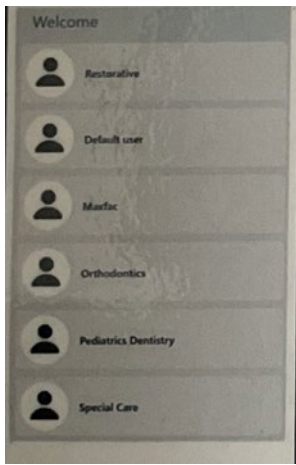 Welcome
Restorative
Default user
Maxfac
Orthodontics
Pediatrics Dentistry
Special Care